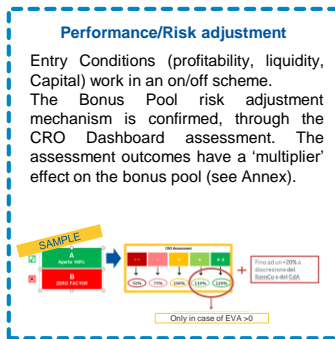 Performance/Risk adjustment
Entry Conditions (profitability, liquidity,
Capital) work in an on/off scheme.
The Bonus Pool risk adjustment
mechanism is confirmed, through the
CRO Dashboard assessment. The
assessment outcomes have a 'multiplier'
effect on the bonus pool (see Annex).
SAMPLE
CRO Assessment
A
Aperto 100%
B
ZERO FACTOR
-- - = + ++
50% 75% 100% 110% 120%
+
Fino ad un +20% a
discrezione del
RemCo e del CdA
Only in case of EVA >0